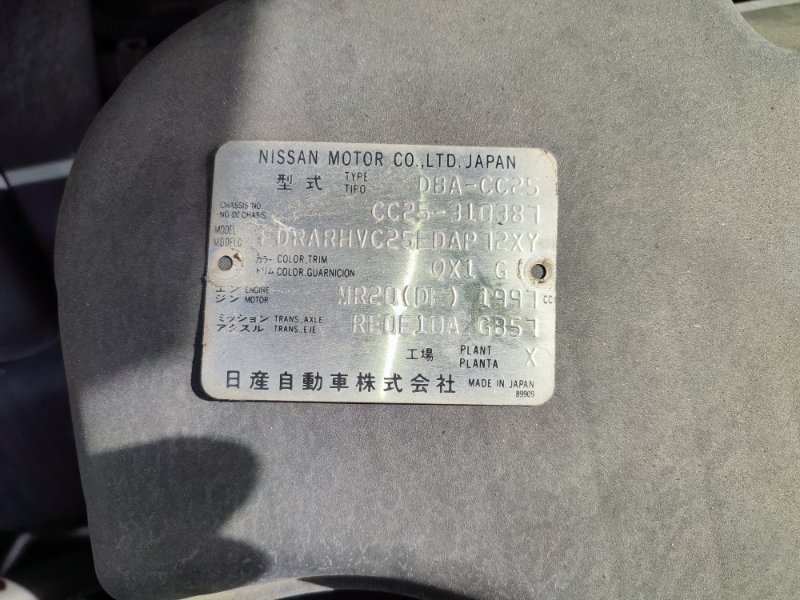 NISSAN MOTOR CO.,LTD. JAPAN
型式 TYPE TIPO DBA-CC25
CHASSIS NO NO DE CHASIS CC25-310387
MODEL MODELO DRARHVC25EDAP72XY
カラー COLOR,TRIM
トリム COLOR,GUARNICION QX1 G
エンジン ENGINE MOTOR MR20(DE) 1997 CC
ミッション TRANS. AXLE
アクスル TRANS. EJE RE0F10A GB57
工場 PLANT PLANTA X
日産自動車株式会社 MADE IN JAPAN
89909